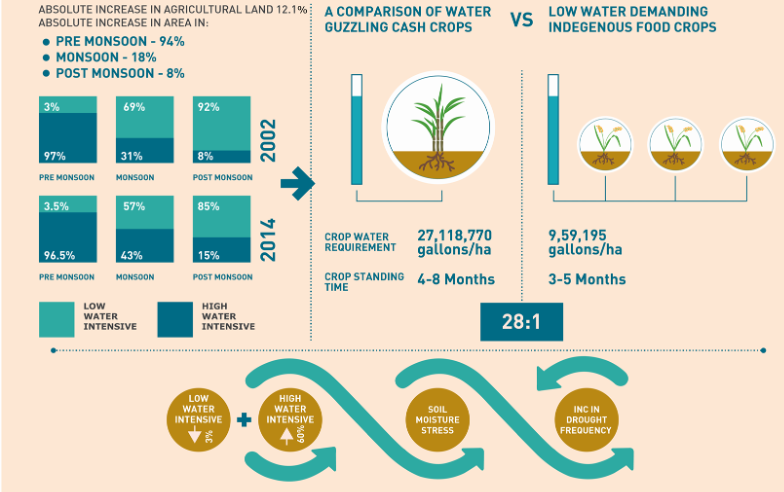 ABSOLUTE INCREASE IN AGRICULTURAL LAND 12.1%
ABSOLUTE INCREASE IN AREA IN:
PRE MONSOON - 94%
MONSOON - 18%
POST MONSOON - 8%
3%
97%
PRE MONSOON
69%
31%
MONSOON
92%
8%
POST MONSOON
2002
3.5%
96.5%
PRE MONSOON
57%
43%
MONSOON
85%
15%
POST MONSOON
2014
LOW
WATER
INTENSIVE
HIGH
WATER
INTENSIVE
A COMPARISON OF WATER
GUZZLING CASH CROPS
VS
LOW WATER DEMANDING
INDEGENOUS FOOD CROPS
CROP WATER
REQUIREMENT
27,118,770
gallons/ha
9,59,195
gallons/ha
CROP STANDING
TIME
4-8 Months
3-5 Months
28:1
LOW
WATER
INTENSIVE
3%
+
HIGH
WATER
INTENSIVE
60%
SOIL
MOISTURE
STRESS
INC IN
DROUGHT
FREQUENCY